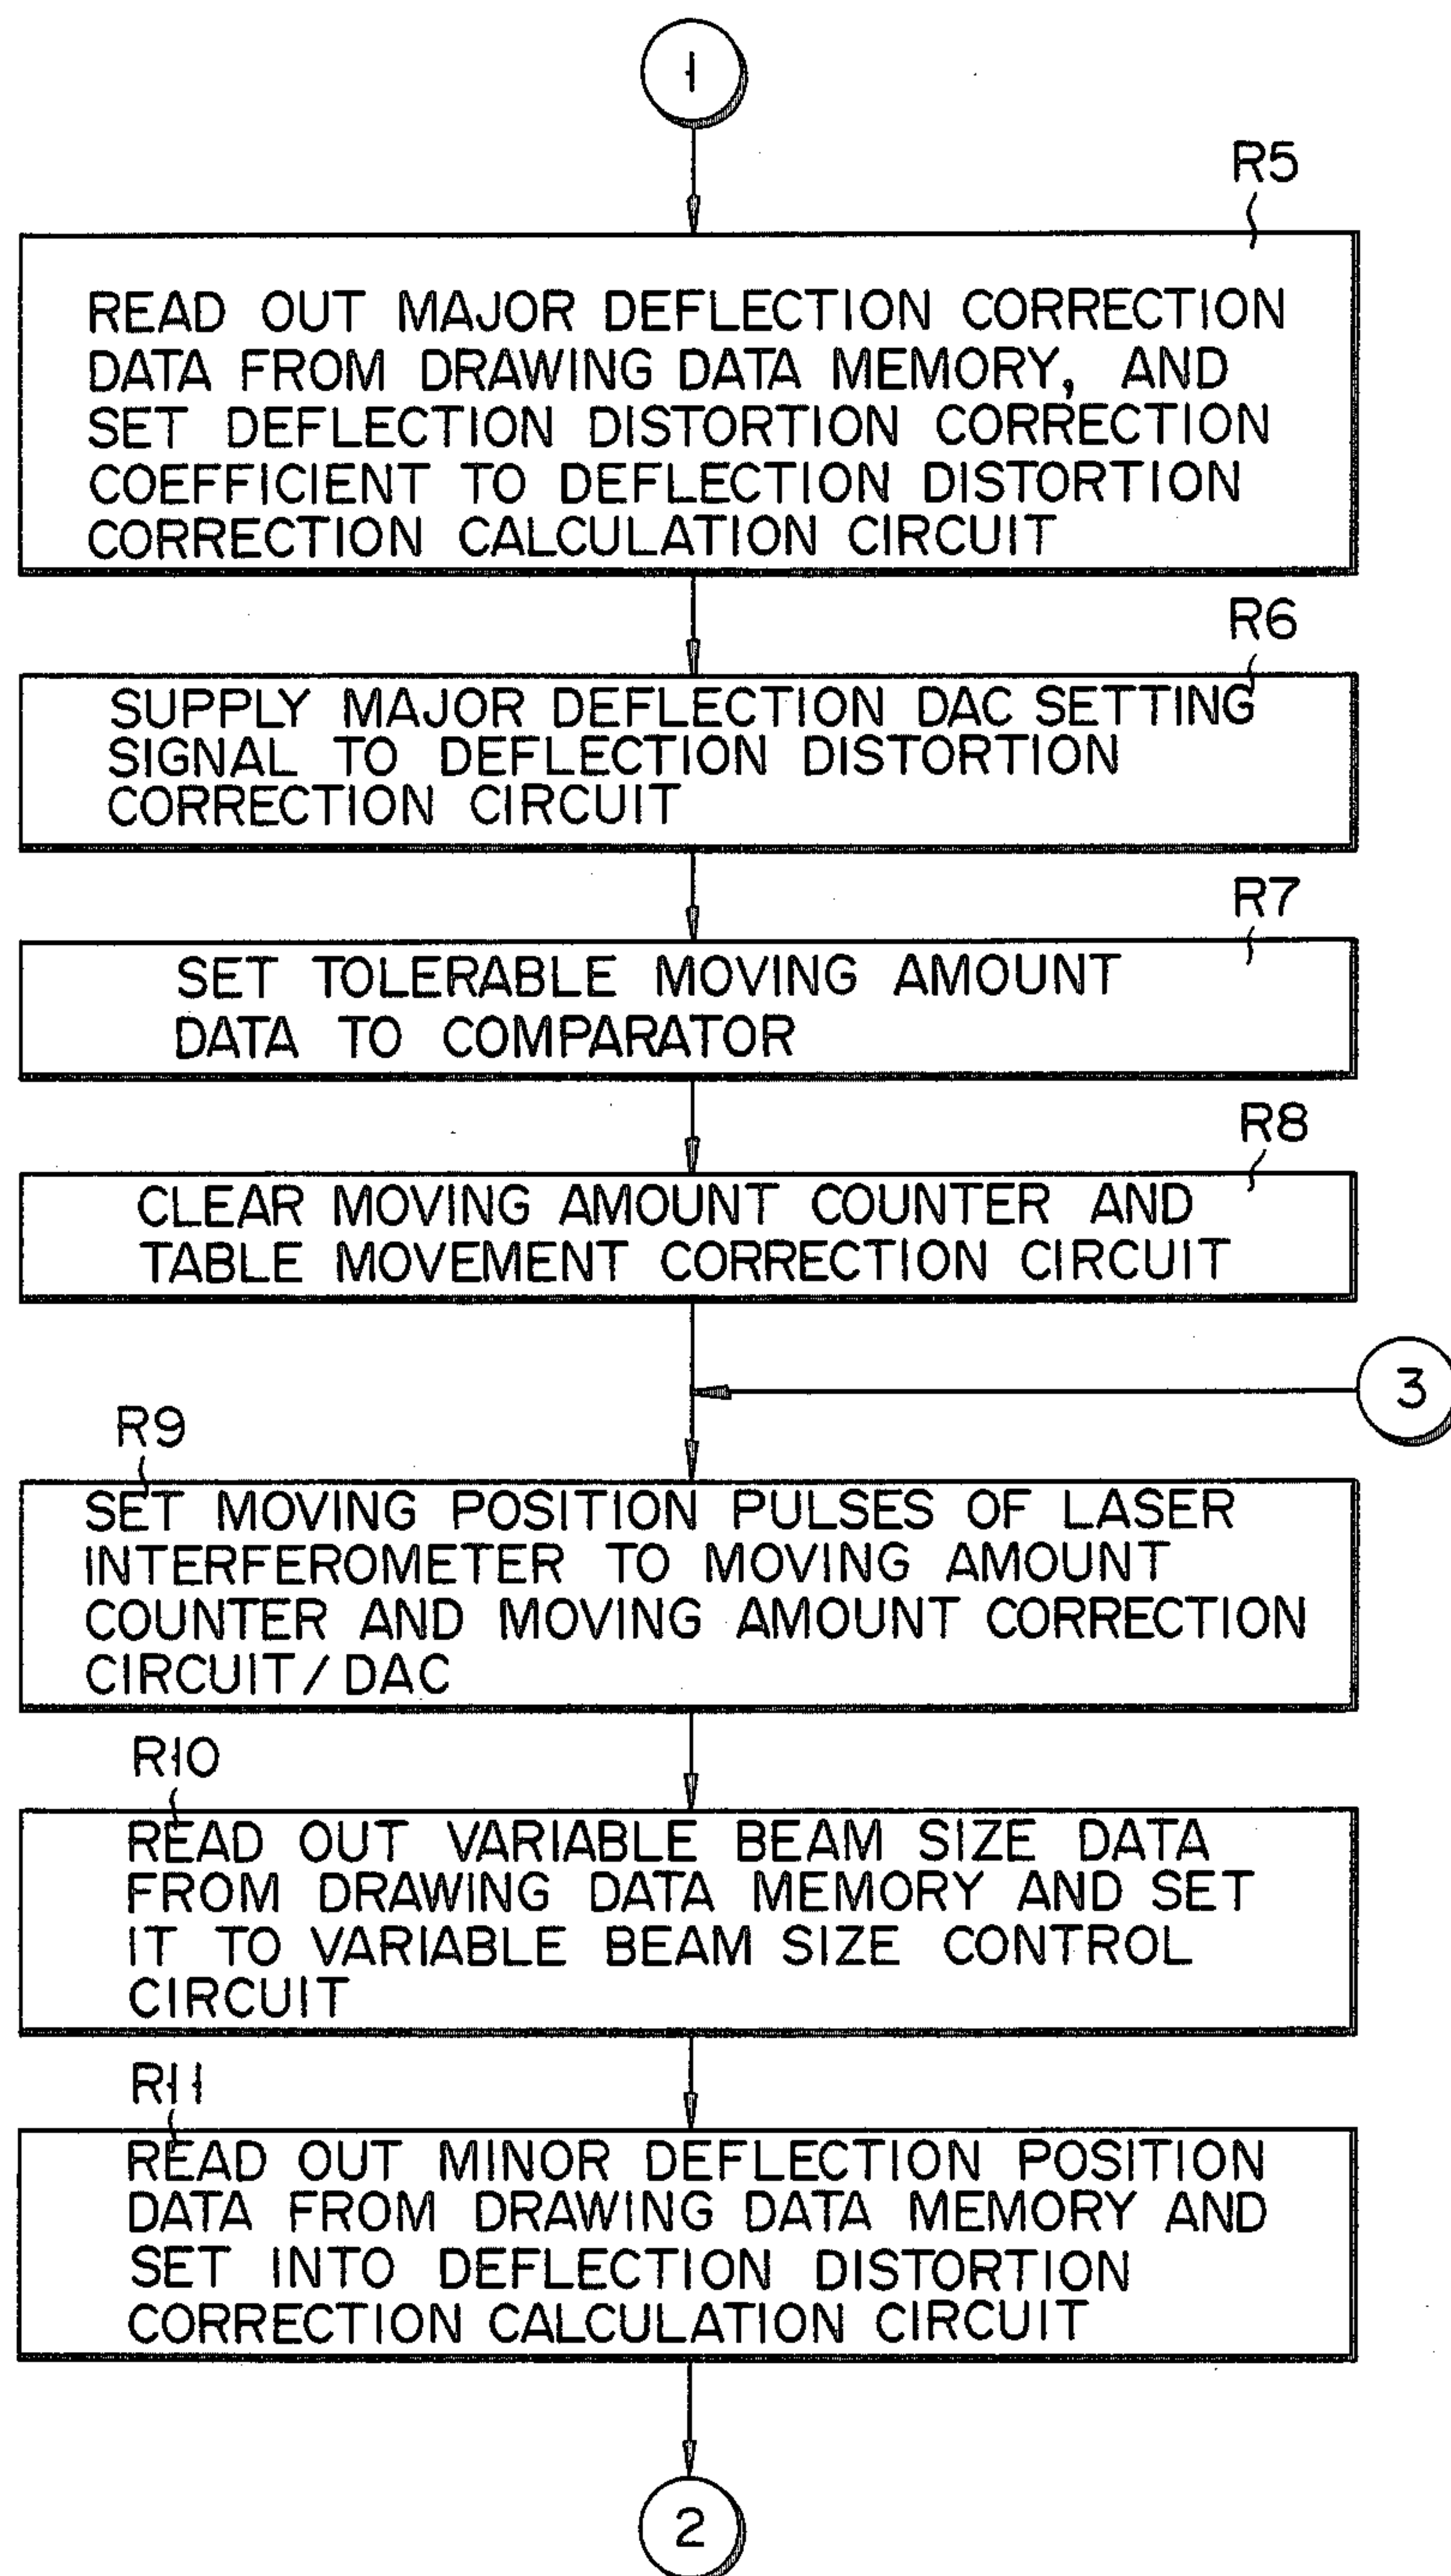 1
R5
READ OUT MAJOR DEFLECTION CORRECTION
DATA FROM DRAWING DATA MEMORY, AND
SET DEFLECTION DISTORTION CORRECTION
COEFFICIENT TO DEFLECTION DISTORTION
CORRECTION CALCULATION CIRCUIT
R6
SUPPLY MAJOR DEFLECTION DAC SETTING
SIGNAL TO DEFLECTION DISTORTION
CORRECTION CIRCUIT
R7
SET TOLERABLE MOVING AMOUNT
DATA TO COMPARATOR
R8
CLEAR MOVING AMOUNT COUNTER AND
TABLE MOVEMENT CORRECTION CIRCUIT
3
R9
SET MOVING POSITION PULSES OF LASER
INTERFEROMETER TO MOVING AMOUNT
COUNTER AND MOVING AMOUNT CORRECTION
CIRCUIT/DAC
R10
READ OUT VARIABLE BEAM SIZE DATA
FROM DRAWING DATA MEMORY AND SET
IT TO VARIABLE BEAM SIZE CONTROL
CIRCUIT
R11
READ OUT MINOR DEFLECTION POSITION
DATA FROM DRAWING DATA MEMORY AND
SET INTO DEFLECTION DISTORTION
CORRECTION CALCULATION CIRCUIT
2